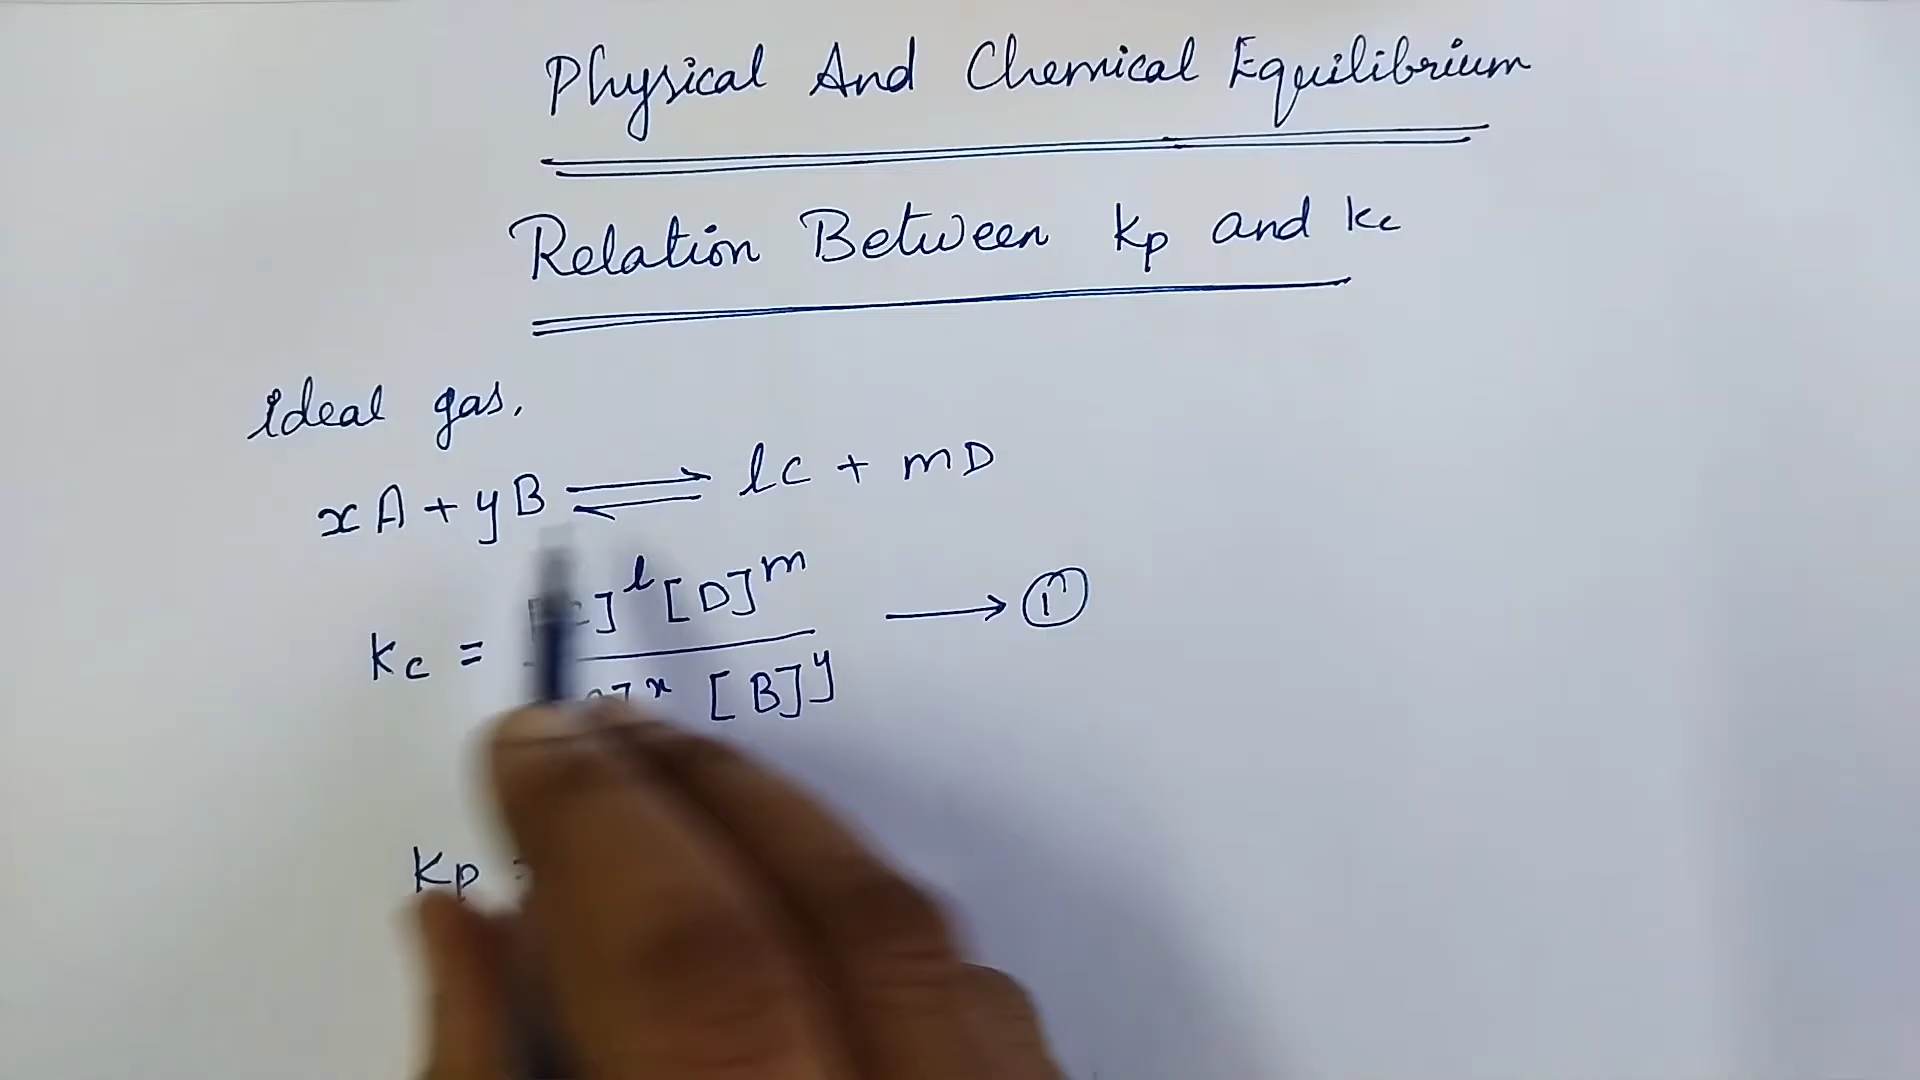 Physical And Chemical Equilibrium
Relation Between Kp and Kc
Ideal gas.
xA + yB ⇌ lC + mD
Kc = [C]^l [D]^m / ]^x [B]^y → ①
Kp =